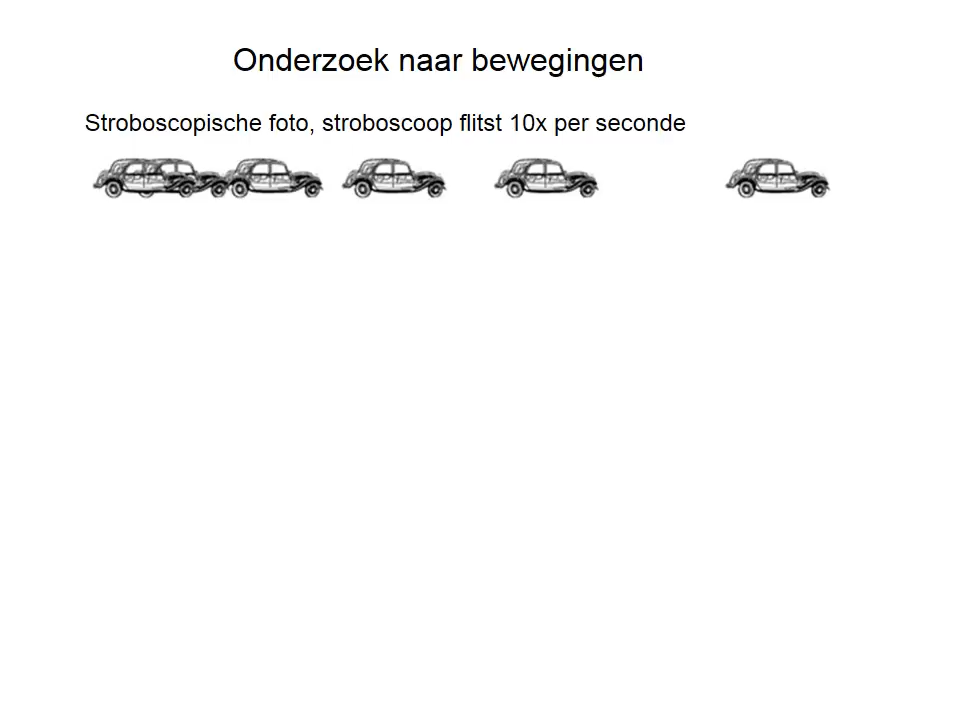 Onderzoek naar bewegingen
Stroboscopische foto, stroboscoop flitst 10x per seconde